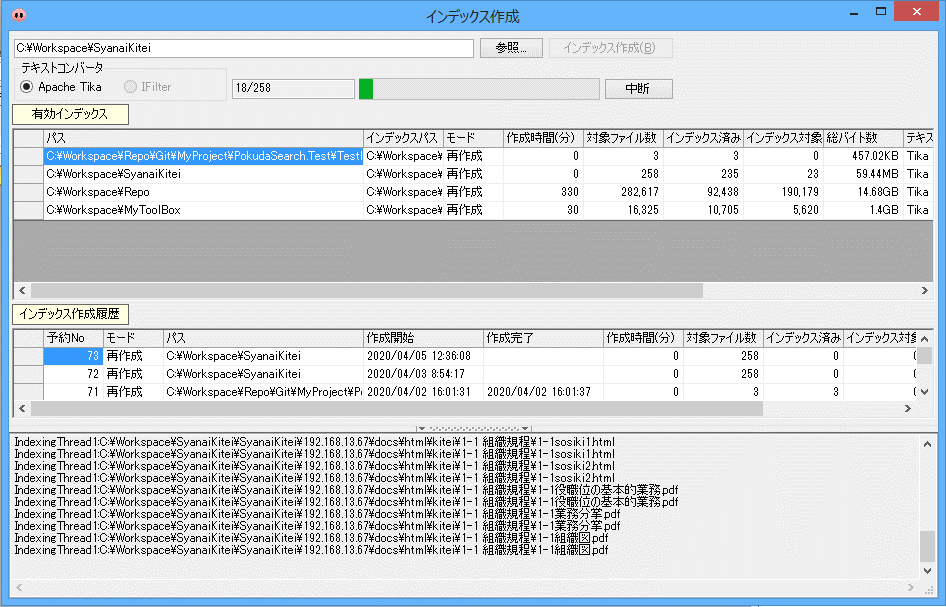 インデックス作成
C:¥Workspace¥SyanaiKitei 参照... インデックス作成(B)
テキストコンバータ
Apache Tika IFilter 18/258 中断
有効インデックス
パス インデックスパス モード 作成時間(分) 対象ファイル数 インデックス済み インデックス対象 総バイト数 テキス
C:¥Workspace¥Repo¥Git¥MyProject¥PokudaSearch.Test¥Testl C:¥Workspace¥ 再作成 0 3 3 0 457.02KB Tika
C:¥Workspace¥SyanaiKitei C:¥Workspace¥ 再作成 0 258 235 23 59.44MB Tika
C:¥Workspace¥Repo C:¥Workspace¥ 再作成 330 282,617 92,438 190,179 14.68GB Tika
C:¥Workspace¥MyToolBox C:¥Workspace¥ 再作成 30 16,325 10,705 5,620 1.4GB Tika
インデックス作成履歴
予約No モード パス 作成開始 作成完了 作成時間(分) 対象ファイル数 インデックス済み インデックス対象
73 再作成 C:¥Workspace¥SyanaiKitei 2020/04/05 12:36:08 0 258 0
72 再作成 C:¥Workspace¥SyanaiKitei 2020/04/03 8:54:17 0 258 0
71 再作成 C:¥Workspace¥Repo¥Git¥MyProject¥P 2020/04/02 16:01:31 2020/04/02 16:01:37 0 3 3 0
IndexingThread1:C:¥Workspace¥SyanaiKitei¥SyanaiKitei¥192.168.13.67¥docs¥html¥kitei¥1-1 組織規程¥1-1sosiki1.html
IndexingThread1:C:¥Workspace¥SyanaiKitei¥SyanaiKitei¥192.168.13.67¥docs¥html¥kitei¥1-1 組織規程¥1-1sosiki1.html
IndexingThread1:C:¥Workspace¥SyanaiKitei¥SyanaiKitei¥192.168.13.67¥docs¥html¥kitei¥1-1 組織規程¥1-1sosiki2.html
IndexingThread1:C:¥Workspace¥SyanaiKitei¥SyanaiKitei¥192.168.13.67¥docs¥html¥kitei¥1-1 組織規程¥1-1sosiki2.html
IndexingThread1:C:¥Workspace¥SyanaiKitei¥SyanaiKitei¥192.168.13.67¥docs¥html¥kitei¥1-1 組織規程¥1-1役職位の基本的業務.pdf
IndexingThread1:C:¥Workspace¥SyanaiKitei¥SyanaiKitei¥192.168.13.67¥docs¥html¥kitei¥1-1 組織規程¥1-1役職位の基本的業務.pdf
IndexingThread1:C:¥Workspace¥SyanaiKitei¥SyanaiKitei¥192.168.13.67¥docs¥html¥kitei¥1-1 組織規程¥1-1業務分掌.pdf
IndexingThread1:C:¥Workspace¥SyanaiKitei¥SyanaiKitei¥192.168.13.67¥docs¥html¥kitei¥1-1 組織規程¥1-1業務分掌.pdf
IndexingThread1:C:¥Workspace¥SyanaiKitei¥SyanaiKitei¥192.168.13.67¥docs¥html¥kitei¥1-1 組織規程¥1-1組織図.pdf
IndexingThread1:C:¥Workspace¥SyanaiKitei¥SyanaiKitei¥192.168.13.67¥docs¥html¥kitei¥1-1 組織規程¥1-1組織図.pdf